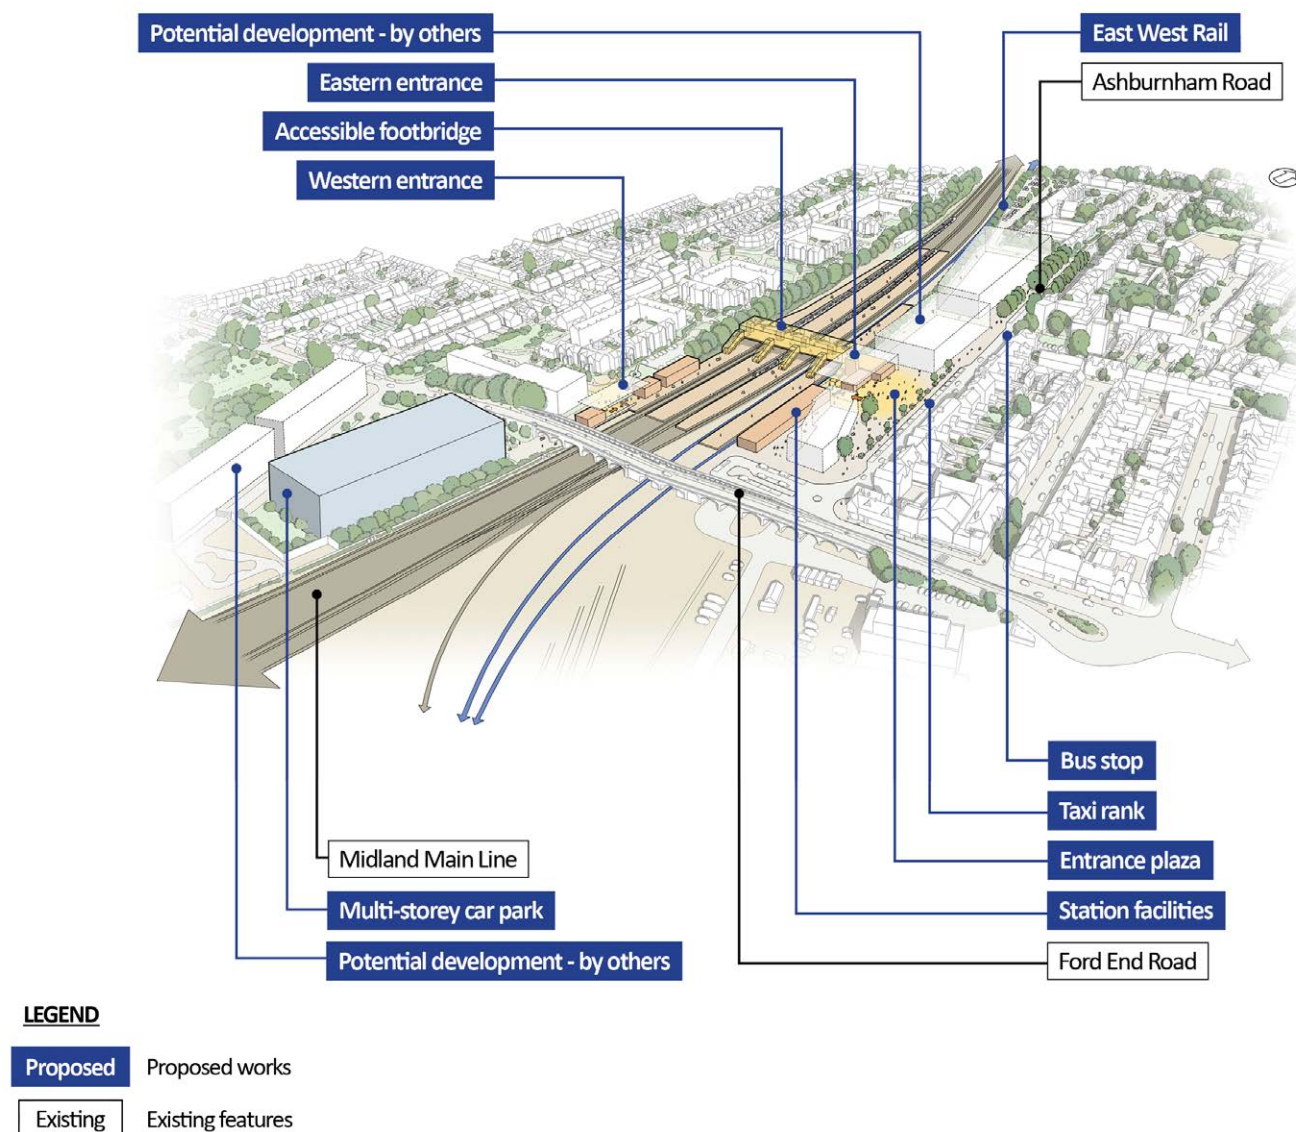 Potential development - by others
East West Rail
Eastern entrance
Ashburnham Road
Accessible footbridge
Western entrance
Bus stop
Taxi rank
Midland Main Line
Entrance plaza
Multi-storey car park
Station facilities
Potential development - by others
Ford End Road
LEGEND
Proposed Proposed works
Existing Existing features